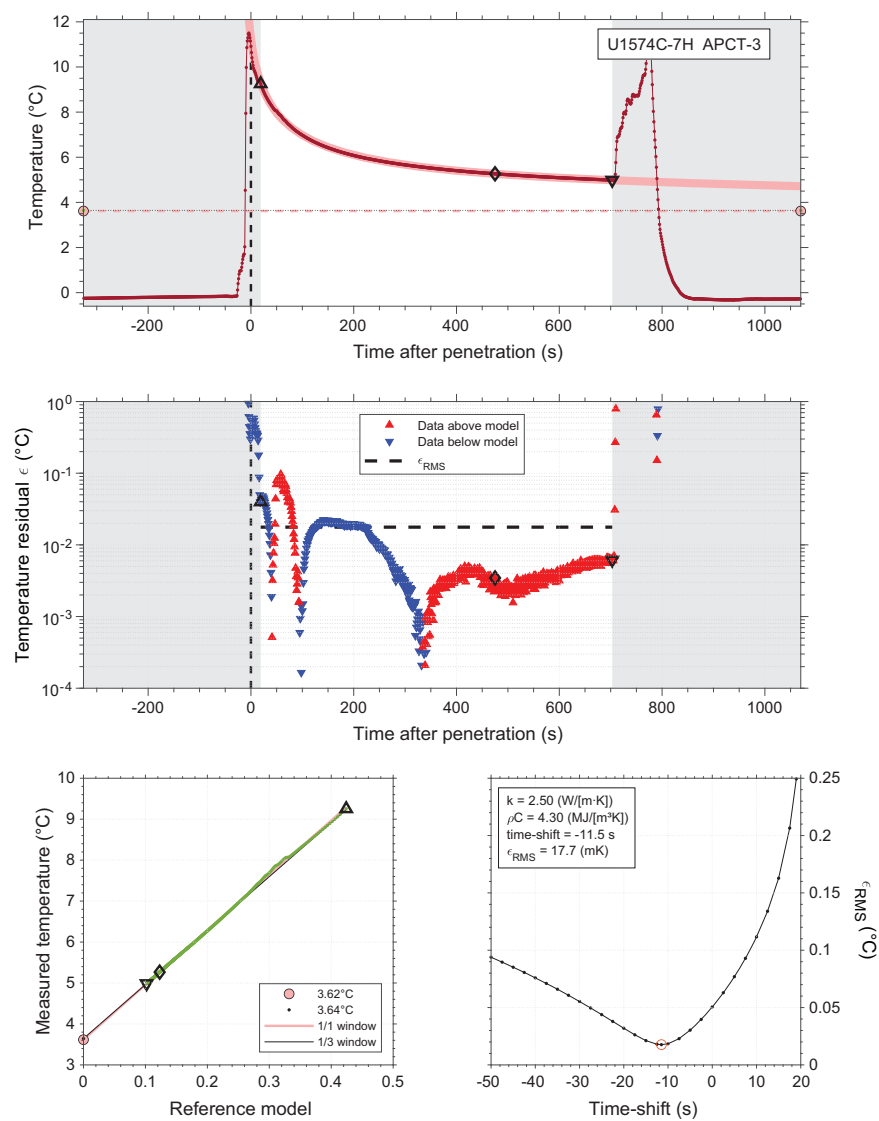 12
10
8
6
4
2
0
Temperature (°C)
U1574C-7H APCT-3
-200 0 200 400 600 800 1000
Time after penetration (s)
10⁰
10⁻¹
10⁻²
10⁻³
10⁻⁴
Temperature residual ϵ (°C)
Data above model
Data below model
ϵRMS
-200 0 200 400 600 800 1000
Time after penetration (s)
10
9
8
7
6
5
4
3
Measured temperature (°C)
3.62°C
3.64°C
1/1 window
1/3 window
0 0.1 0.2 0.3 0.4 0.5
Reference model
k = 2.50 (W/[m·K])
ρC = 4.30 (MJ/[m³K])
time-shift = -11.5 s
ϵRMS = 17.7 (mK)
0.25
0.2
0.15
0.1
0.05
0
ϵRMS (°C)
-50 -40 -30 -20 -10 0 10 20
Time-shift (s)